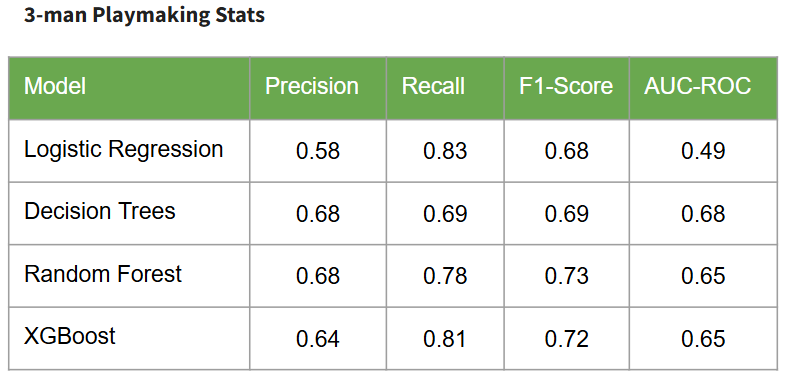 3-man Playmaking Stats
Model Precision Recall F1-Score AUC-ROC
Logistic Regression 0.58 0.83 0.68 0.49
Decision Trees 0.68 0.69 0.69 0.68
Random Forest 0.68 0.78 0.73 0.65
XGBoost 0.64 0.81 0.72 0.65